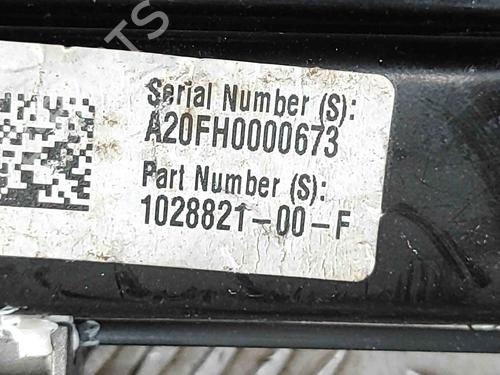 Serial Number (S):
A20FH0000673
Part Number (S):
1028821-00-F